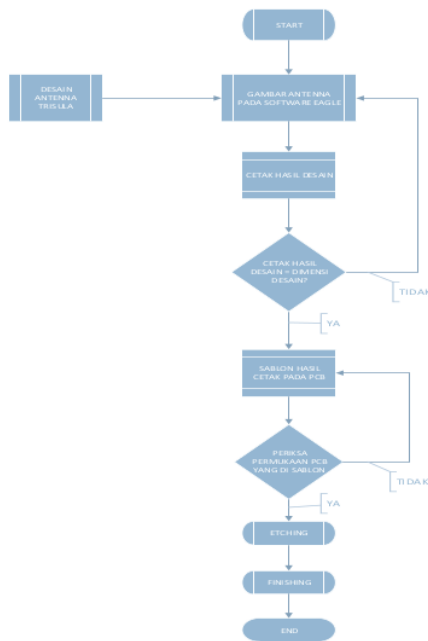 START
DESAIN
ANTENNA
TRISULA
GAMBAR ANTENNA
PADA SOFTWARE EAGLE
CETAK HASIL DESAIN
CETAK HASIL
DESAIN = DIMENSI
DESAIN?
TIDAK
YA
SABLON HASIL
CETAK PADA PCB
PERIKSA
PERMUKAAN PCB
YANG DI SABLON
TIDAK
YA
ETCHING
FINISHING
END